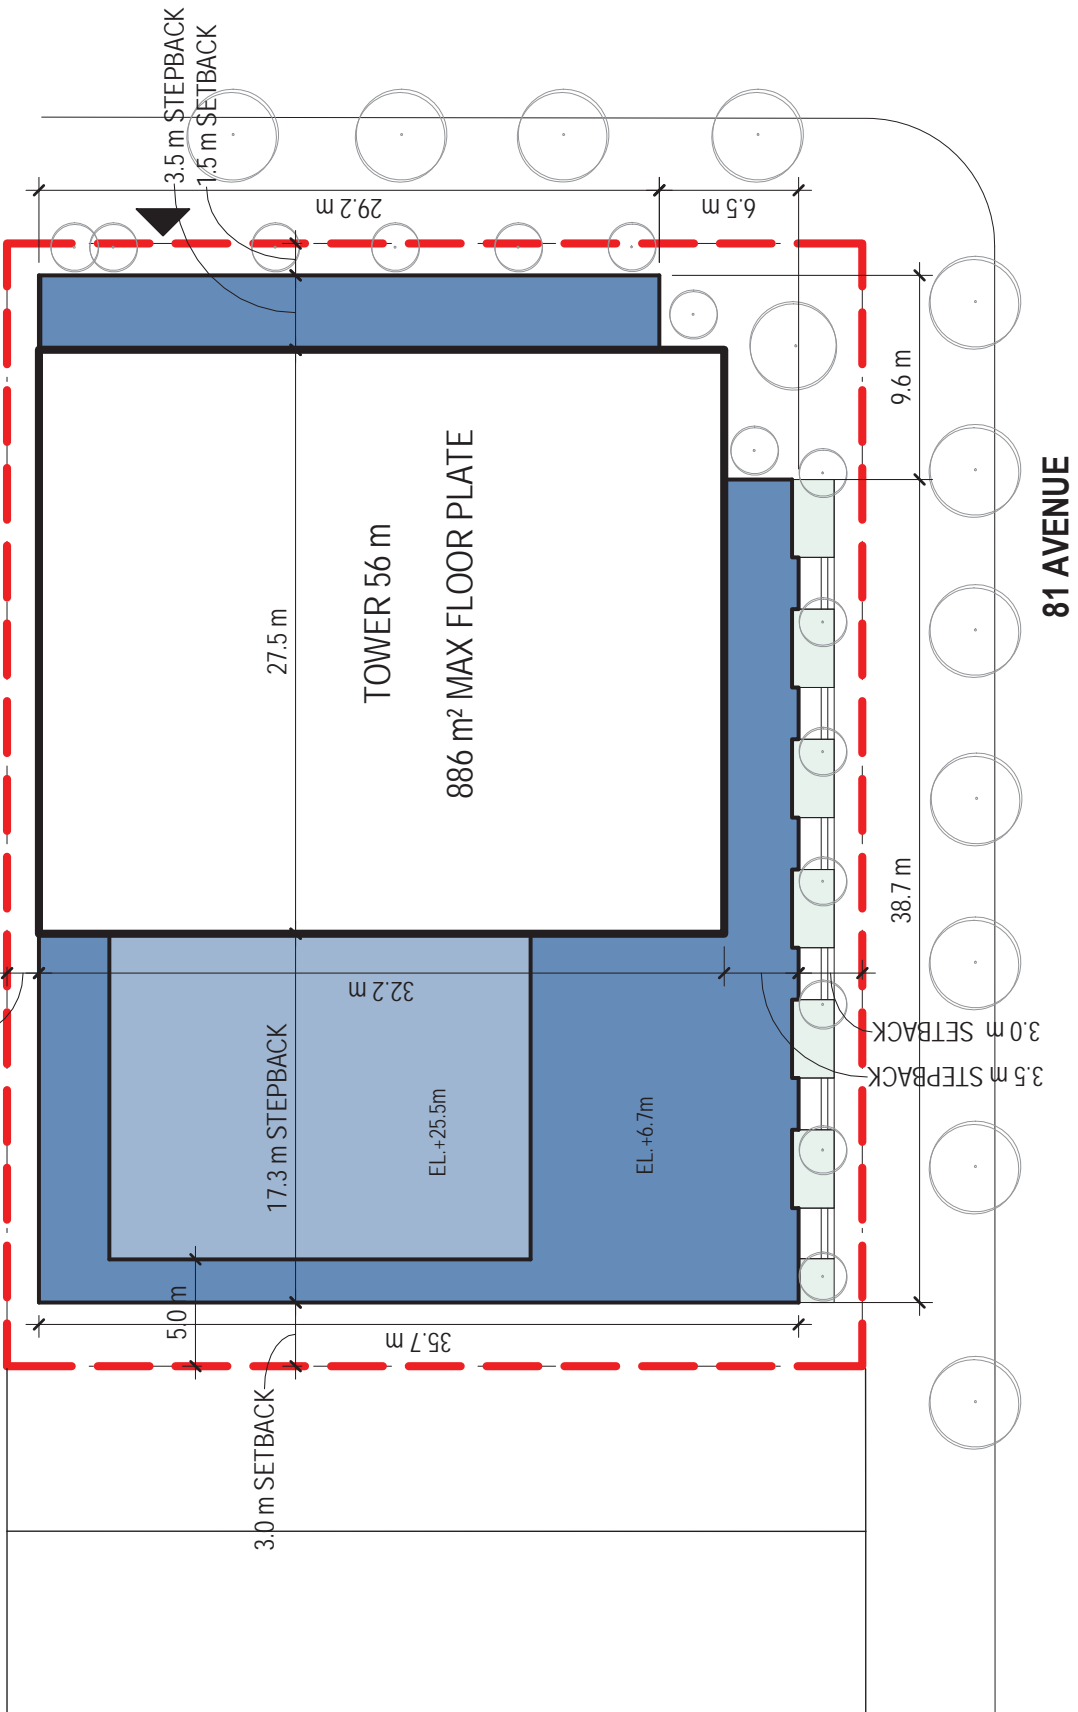 3.5 m STEPBACK
1.5 m SETBACK
29.2 m
6.5 m
9.6 m
27.5 m
TOWER 56 m
886 m² MAX FLOOR PLATE
81 AVENUE
38.7 m
32.2 m
17.3 m STEPBACK
EL.+25.5m
EL.+6.7m
3.0 m SETBACK
3.5 m STEPBACK
5.0 m
35.7 m
3.0 m SETBACK